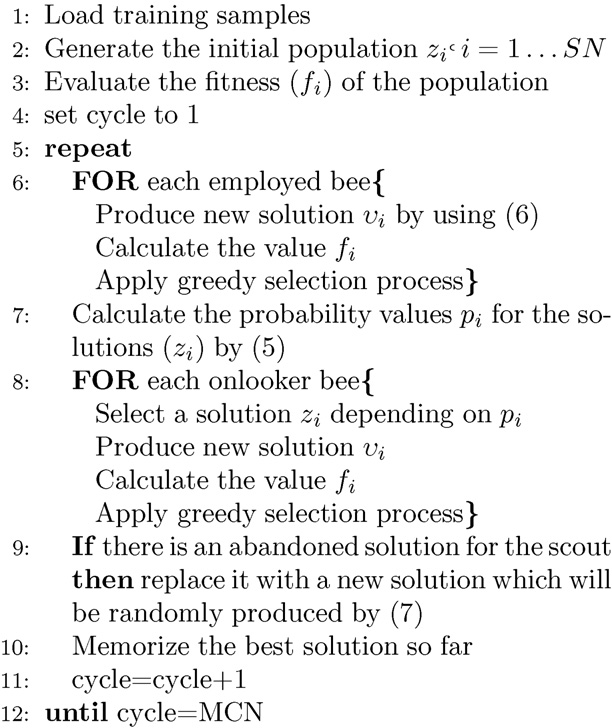 1: Load training samples
2: Generate the initial population z_i‘ i = 1 . . . SN
3: Evaluate the fitness (f_i) of the population
4: set cycle to 1
5: repeat
6: FOR each employed bee{
Produce new solution υ_i by using (6)
Calculate the value f_i
Apply greedy selection process}
7: Calculate the probability values p_i for the so-
lutions (z_i) by (5)
8: FOR each onlooker bee{
Select a solution z_i depending on p_i
Produce new solution υ_i
Calculate the value f_i
Apply greedy selection process}
9: If there is an abandoned solution for the scout
then replace it with a new solution which will
be randomly produced by (7)
10: Memorize the best solution so far
11: cycle=cycle+1
12: until cycle=MCN